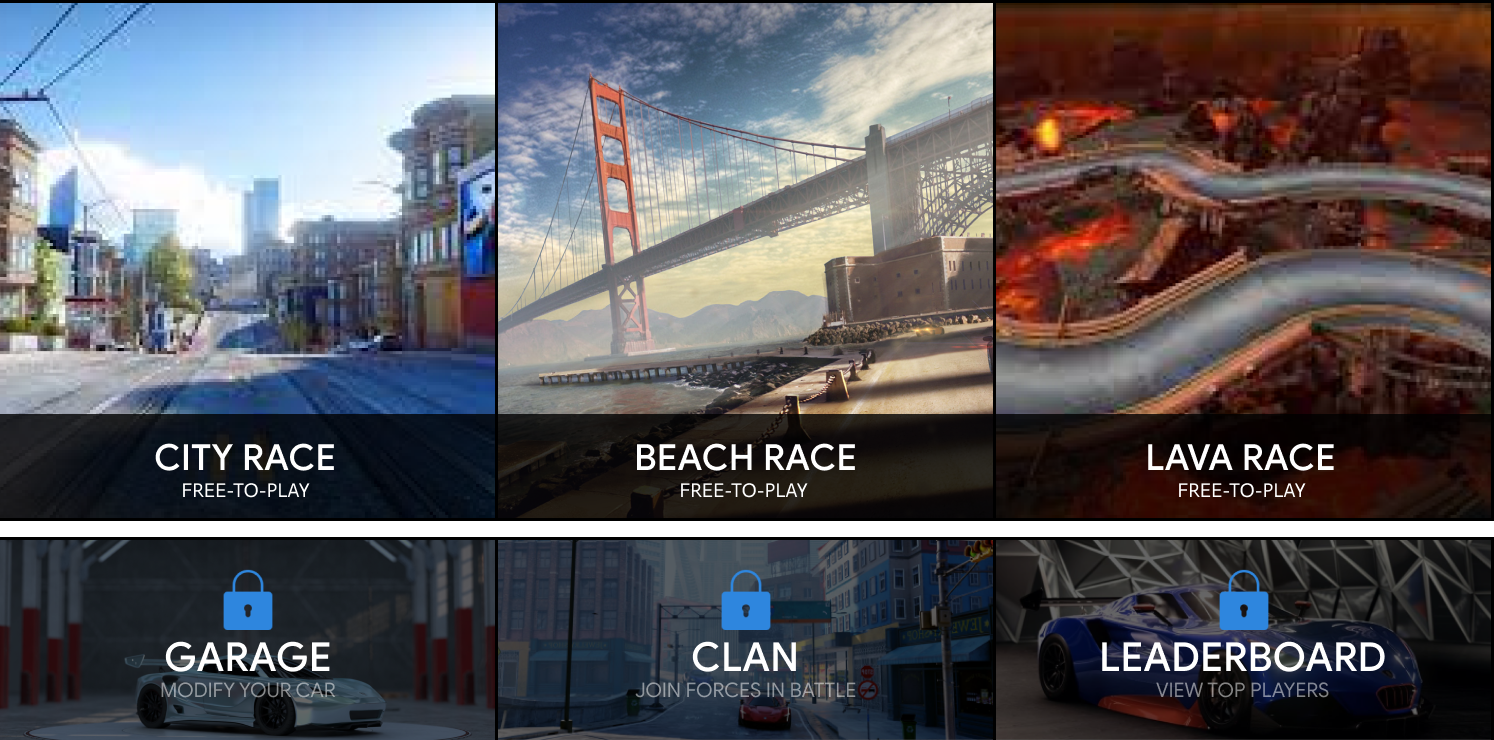 CITY RACE
FREE-TO-PLAY
BEACH RACE
FREE-TO-PLAY
LAVA RACE
FREE-TO-PLAY
GARAGE
MODIFY YOUR CAR
CLAN
JOIN FORCES IN BATTLE
LEADERBOARD
VIEW TOP PLAYERS